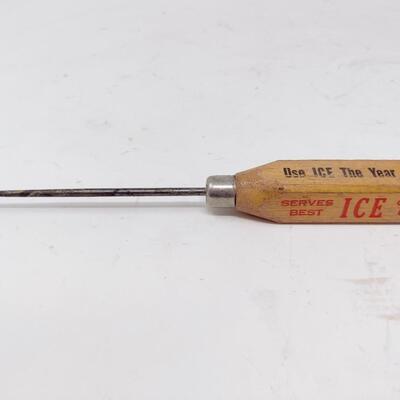 Use ICE The Year
SERVES
BEST
ICE